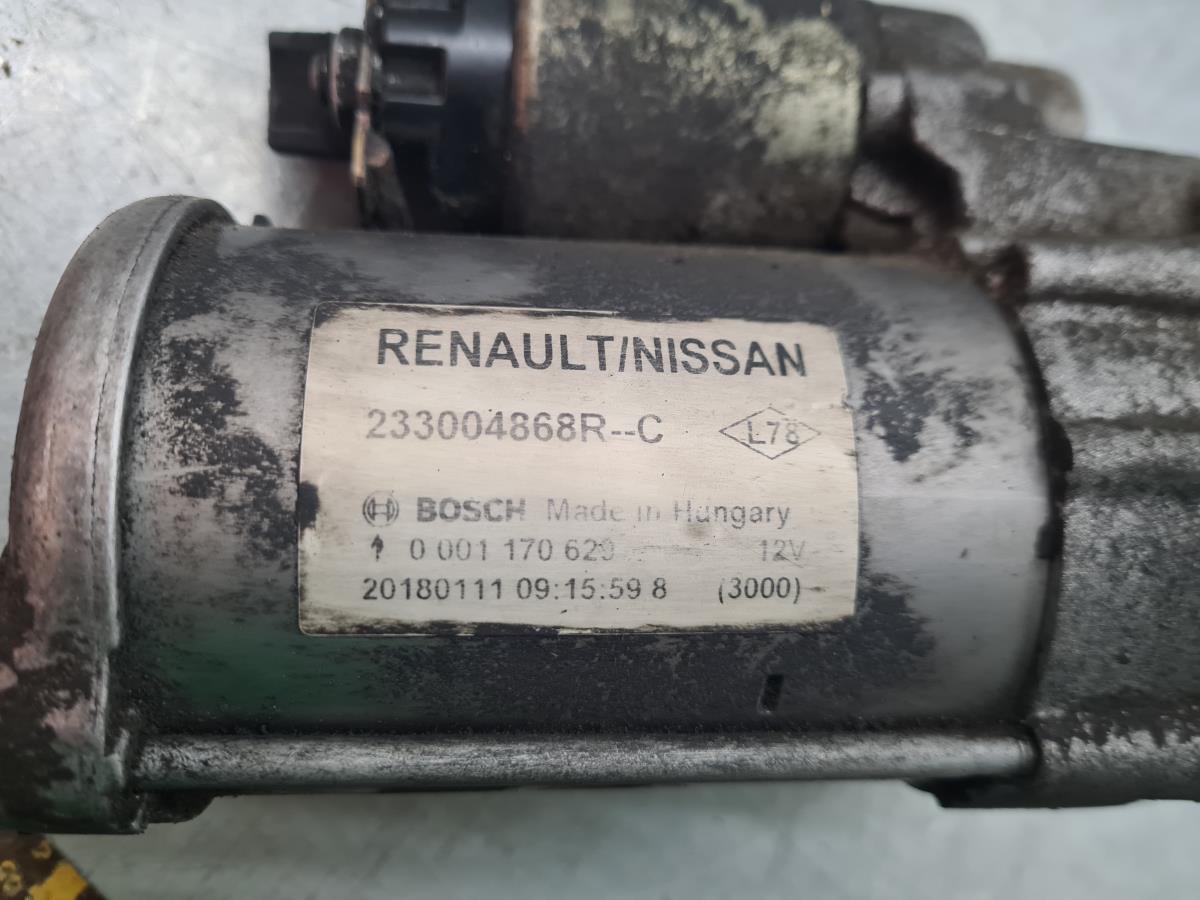 RENAULT/NISSAN
233004868R--C L78
BOSCH Made in Hungary
0 001 170 629 12V
20180111 09:15:59 8 (3000)